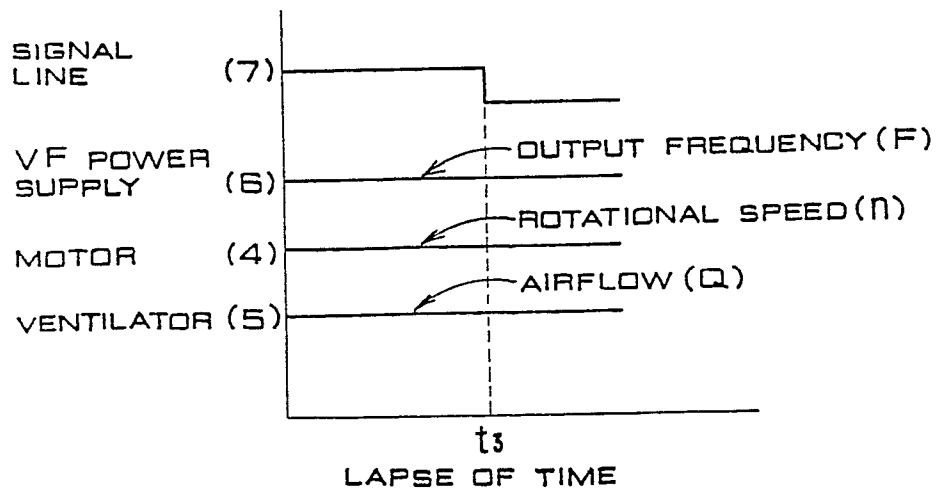 SIGNAL
LINE (7)
OUTPUT FREQUENCY (F)
VF POWER
SUPPLY (6)
ROTATIONAL SPEED (n)
MOTOR (4)
AIRFLOW (Q)
VENTILATOR (5)
t3
LAPSE OF TIME